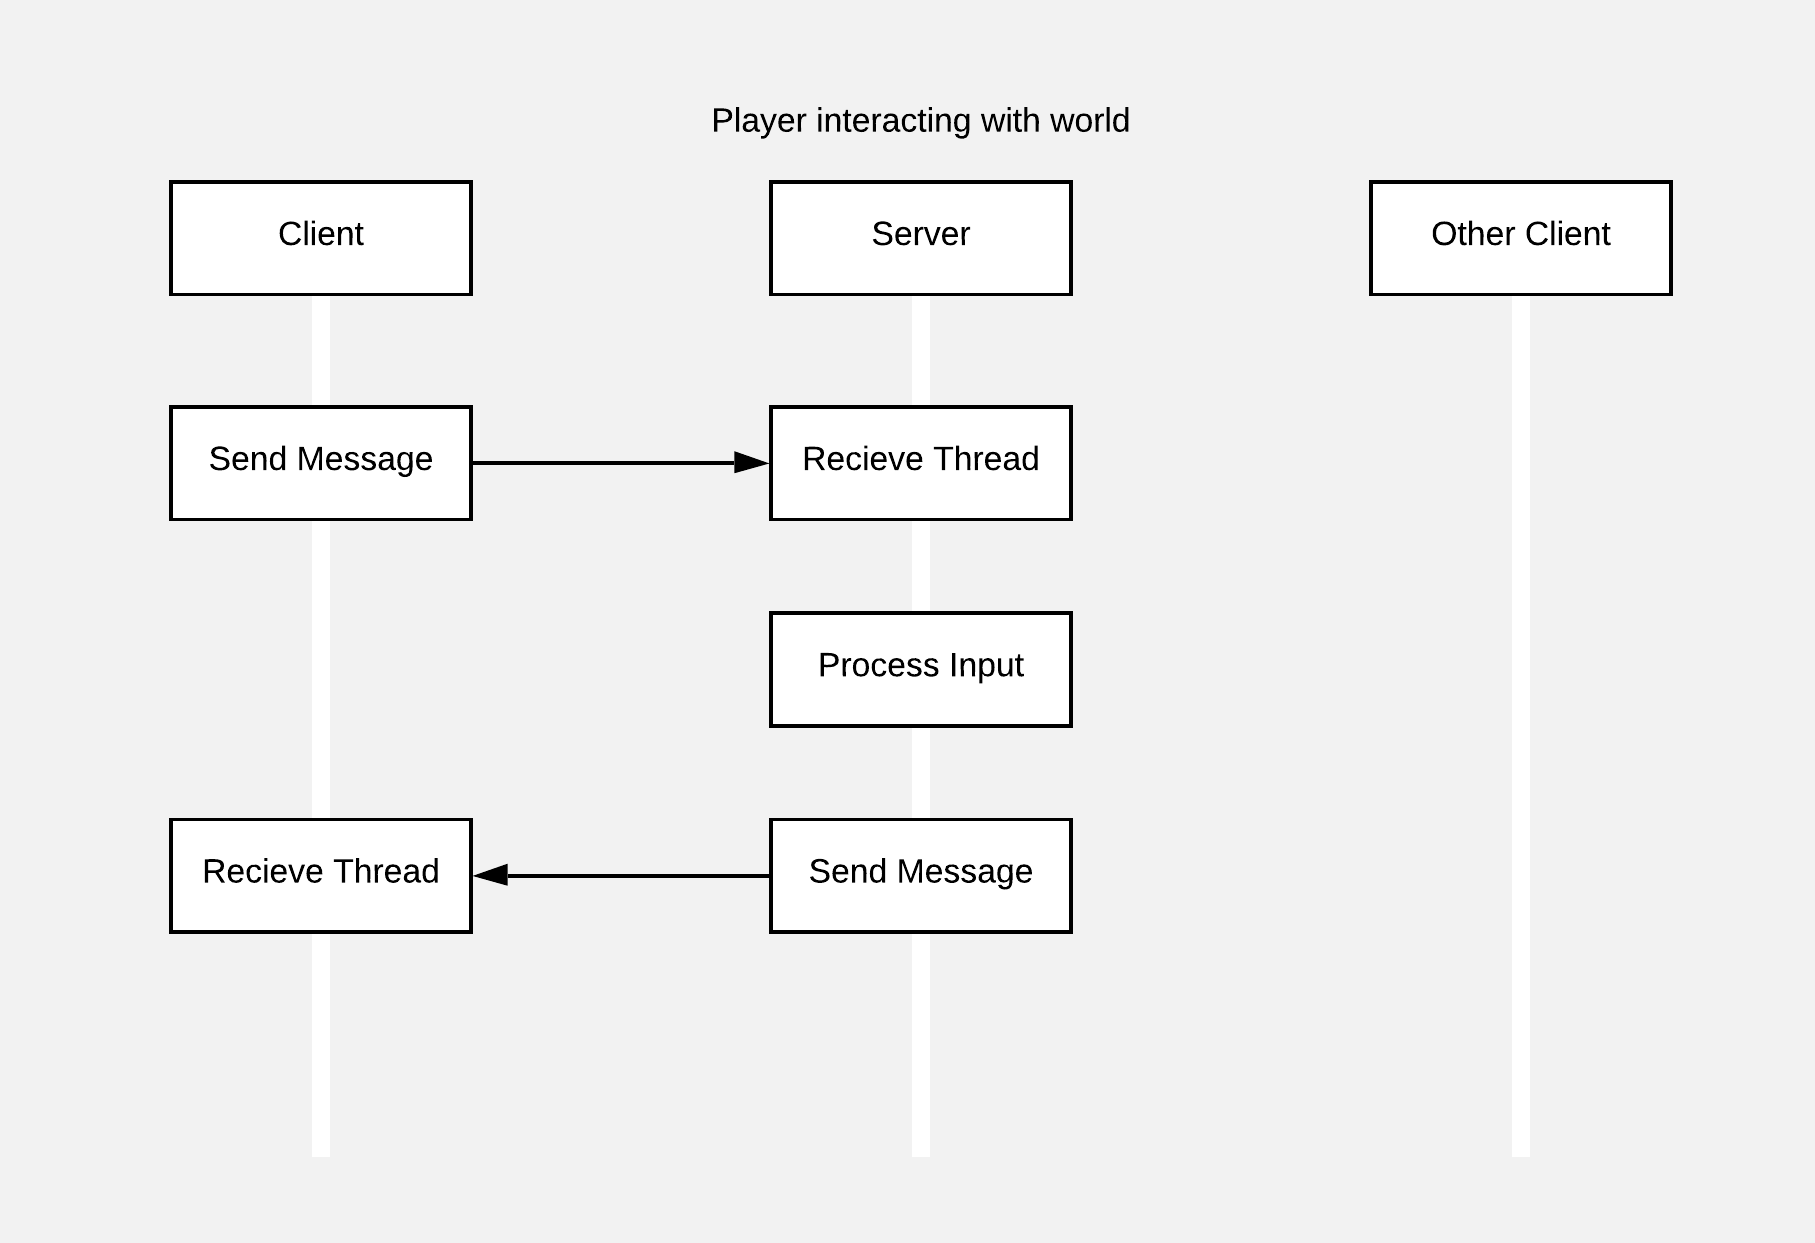 Player interacting with world
Client
Server
Other Client
Send Message
Recieve Thread
Process Input
Recieve Thread
Send Message